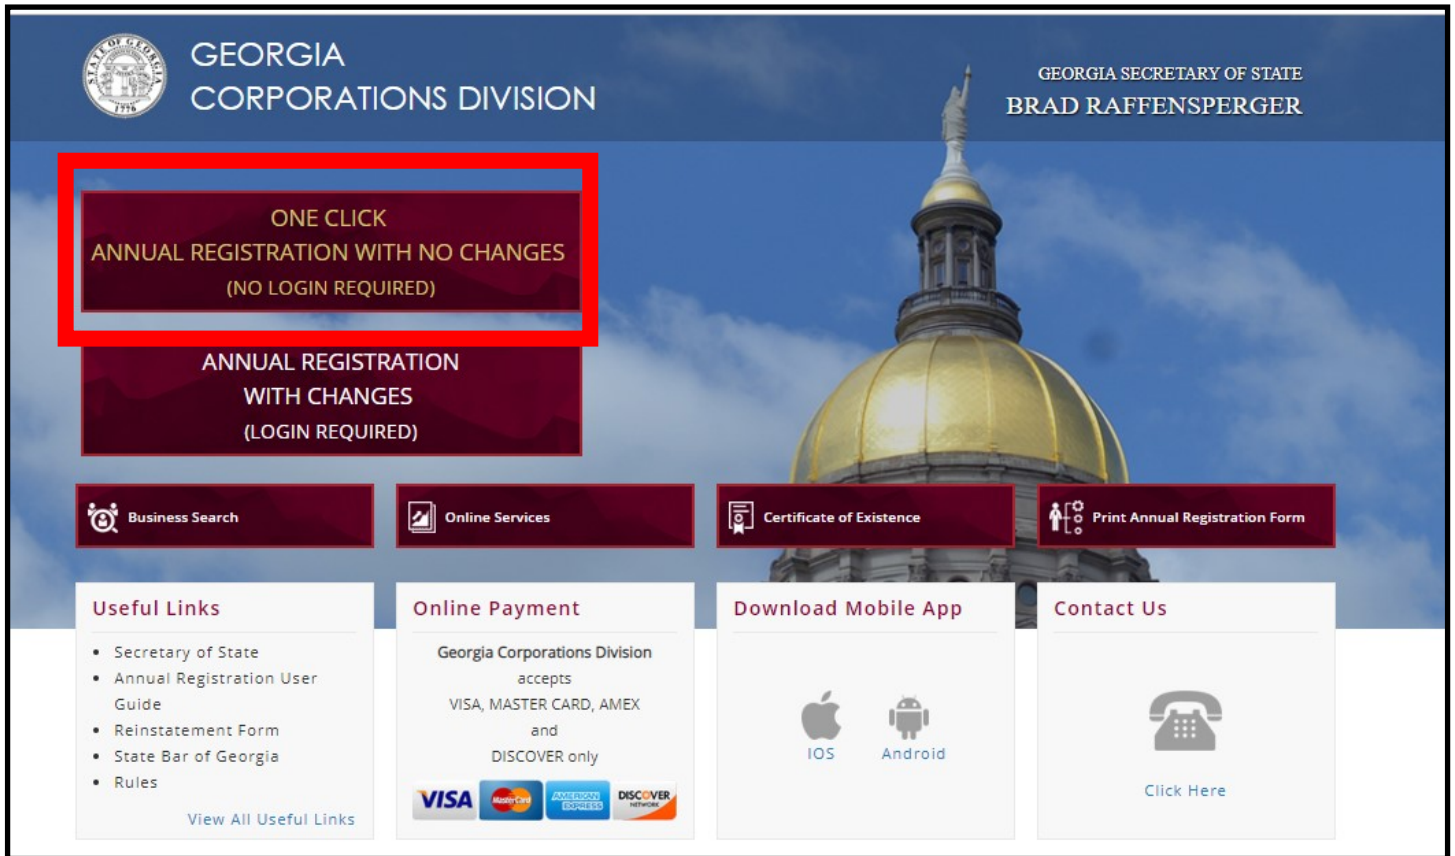 STATE OF GEORGIA
1776
GEORGIA
CORPORATIONS DIVISION
GEORGIA SECRETARY OF STATE
BRAD RAFFENSPERGER
ONE CLICK
ANNUAL REGISTRATION WITH NO CHANGES
(NO LOGIN REQUIRED)
ANNUAL REGISTRATION
WITH CHANGES
(LOGIN REQUIRED)
Business Search
Online Services
Certificate of Existence
Print Annual Registration Form
Useful Links
• Secretary of State
• Annual Registration User
Guide
• Reinstatement Form
• State Bar of Georgia
• Rules
View All Useful Links
Online Payment
Georgia Corporations Division
accepts
VISA, MASTER CARD, AMEX
and
DISCOVER only
VISA
MasterCard
AMERICAN
EXPRESS
DISCOVER
NETWORK
Download Mobile App
IOS
Android
Contact Us
Click Here